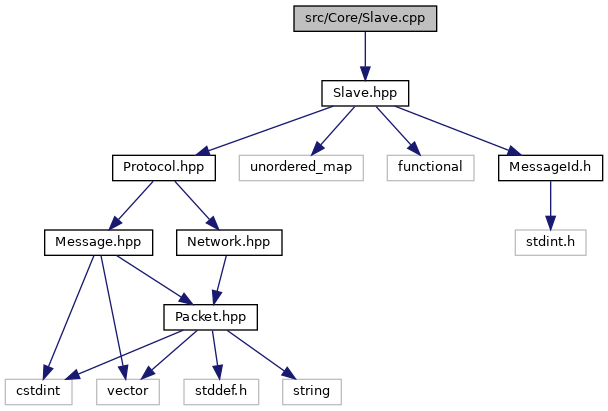 src/Core/Slave.cpp
Slave.hpp
Protocol.hpp
unordered_map
functional
MessageId.h
Message.hpp
Network.hpp
stdint.h
Packet.hpp
cstdint
vector
stddef.h
string